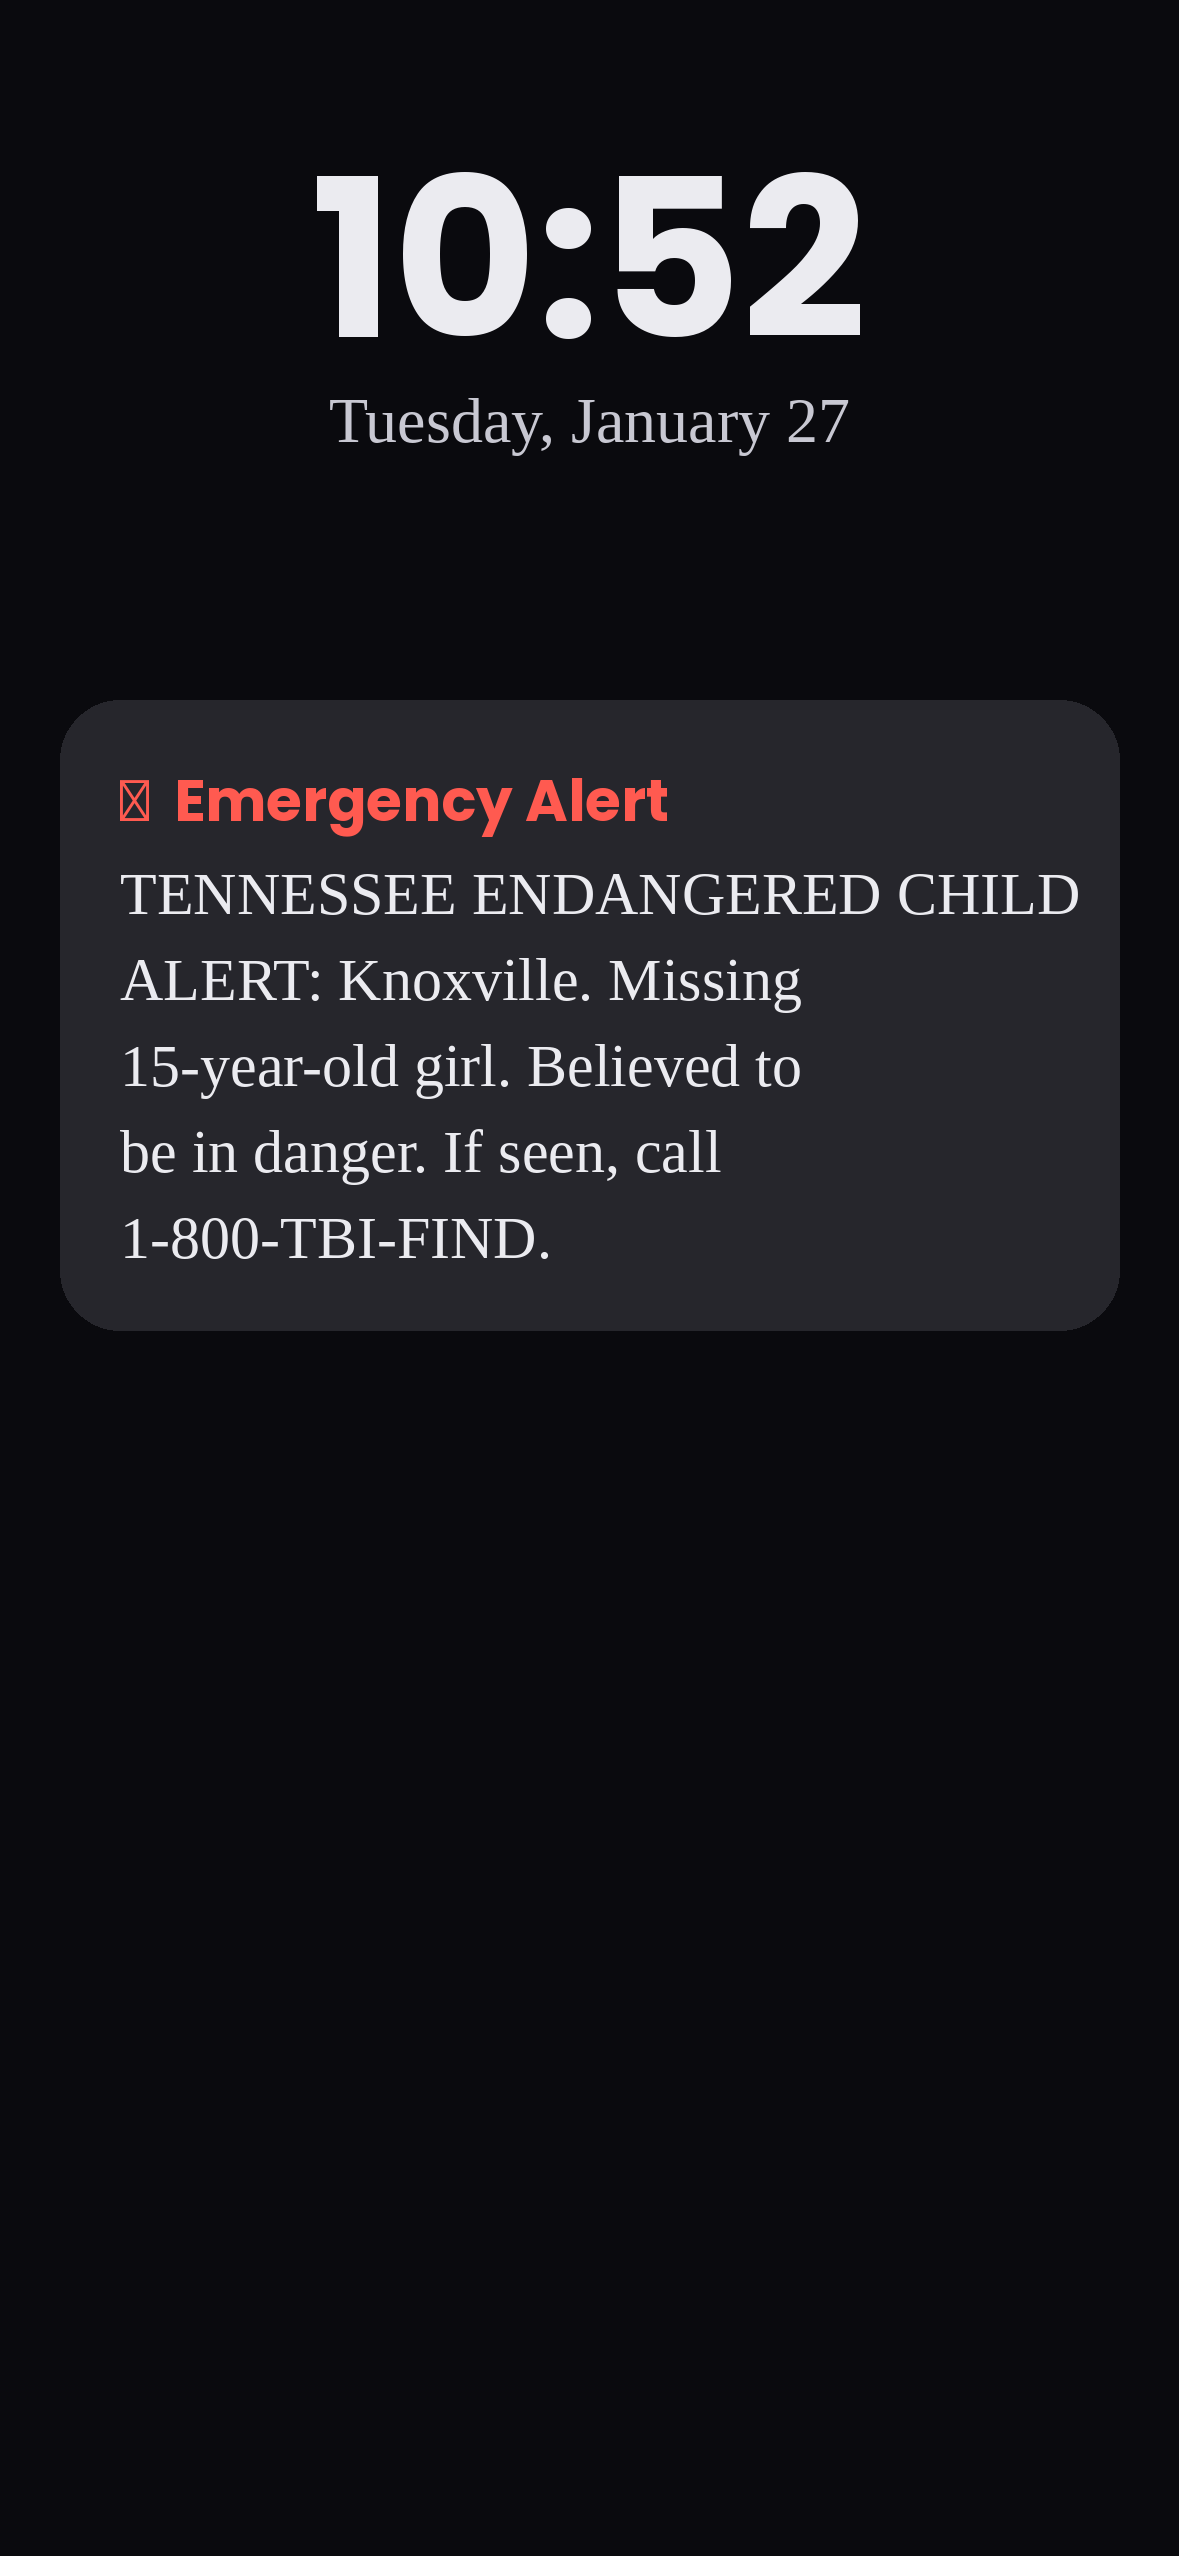 10:52
Tuesday, January 27
Emergency Alert
TENNESSEE ENDANGERED CHILD
ALERT: Knoxville. Missing
15-year-old girl. Believed to
be in danger. If seen, call
1-800-TBI-FIND.